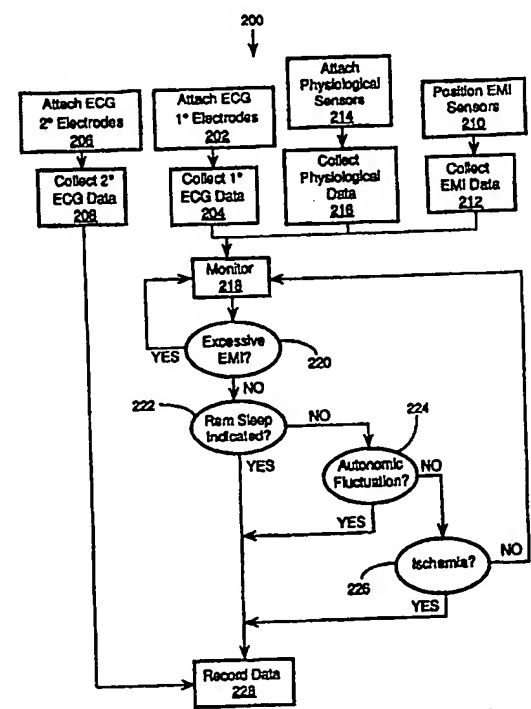 200
Attach ECG
2° Electrodes
206
Attach ECG
1° Electrodes
202
Attach
Physiological
Sensors
214
Position EMI
Sensors
210
Collect 2°
ECG Data
208
Collect 1°
ECG Data
204
Collect
Physiological
Data
216
Collect
EMI Data
212
Monitor
218
YES
Excessive
EMI?
220
NO
222
Rem Sleep
Indicated?
NO
YES
224
Autonomic
Fluctuation?
NO
YES
Ischemia?
NO
226
YES
Record Data
228